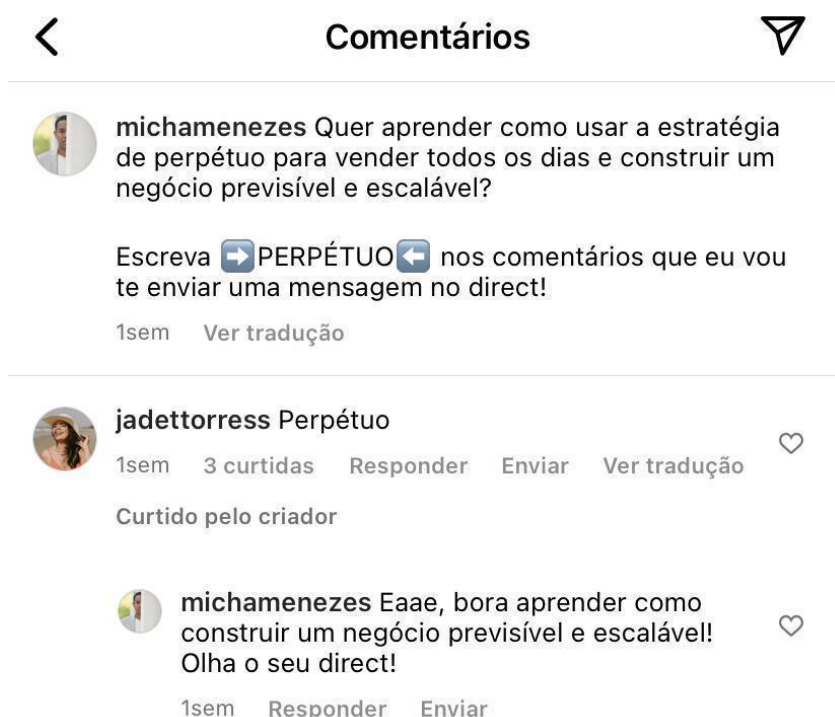 Comentários
michamenezes Quer aprender como usar a estratégia
de perpétuo para vender todos os dias e construir um
negócio previsível e escalável?
Escreva ➡️PERPÉTUO⬅️ nos comentários que eu vou
te enviar uma mensagem no direct!
1sem Ver tradução
jadettorress Perpétuo
1sem 3 curtidas Responder Enviar Ver tradução
Curtido pelo criador
michamenezes Eaae, bora aprender como
construir um negócio previsível e escalável!
Olha o seu direct!
1sem Responder Enviar